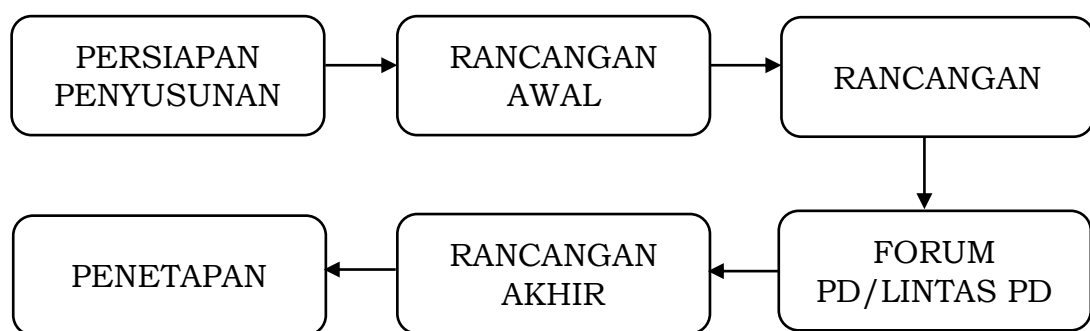 PERSIAPAN
PENYUSUNAN
RANCANGAN
AWAL
RANCANGAN
FORUM
PD/LINTAS PD
RANCANGAN
AKHIR
PENETAPAN